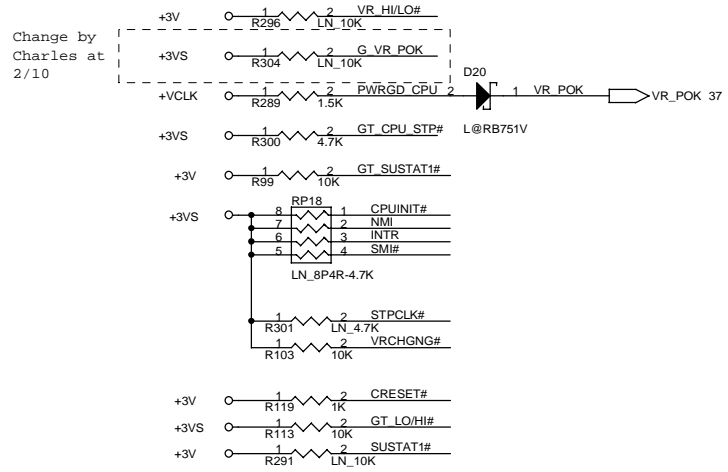 +3V 1 2 VR_HI/LO#
R296 LN_10K
Change by
Charles at
2/10
+3VS 1 2 G_VR_POK
R304 LN_10K
D20
+VCLK 1 2 PWRGD_CPU 2 1 VR_POK VR_POK 37
R289 1.5K
L@RB751V
+3VS 1 2 GT_CPU_STP#
R300 4.7K
+3V 1 2 GT_SUSTAT1#
R99 10K
RP18
+3VS 8 1 CPUINIT#
7 2 NMI
6 3 INTR
5 4 SMI#
LN_8P4R-4.7K
1 2 STPCLK#
R301 LN_4.7K
1 2 VRCHGNG#
R103 10K
+3V 1 2 CRESET#
R119 1K
+3VS 1 2 GT_LO/HI#
R113 10K
+3V 1 2 SUSTAT1#
R291 LN_10K